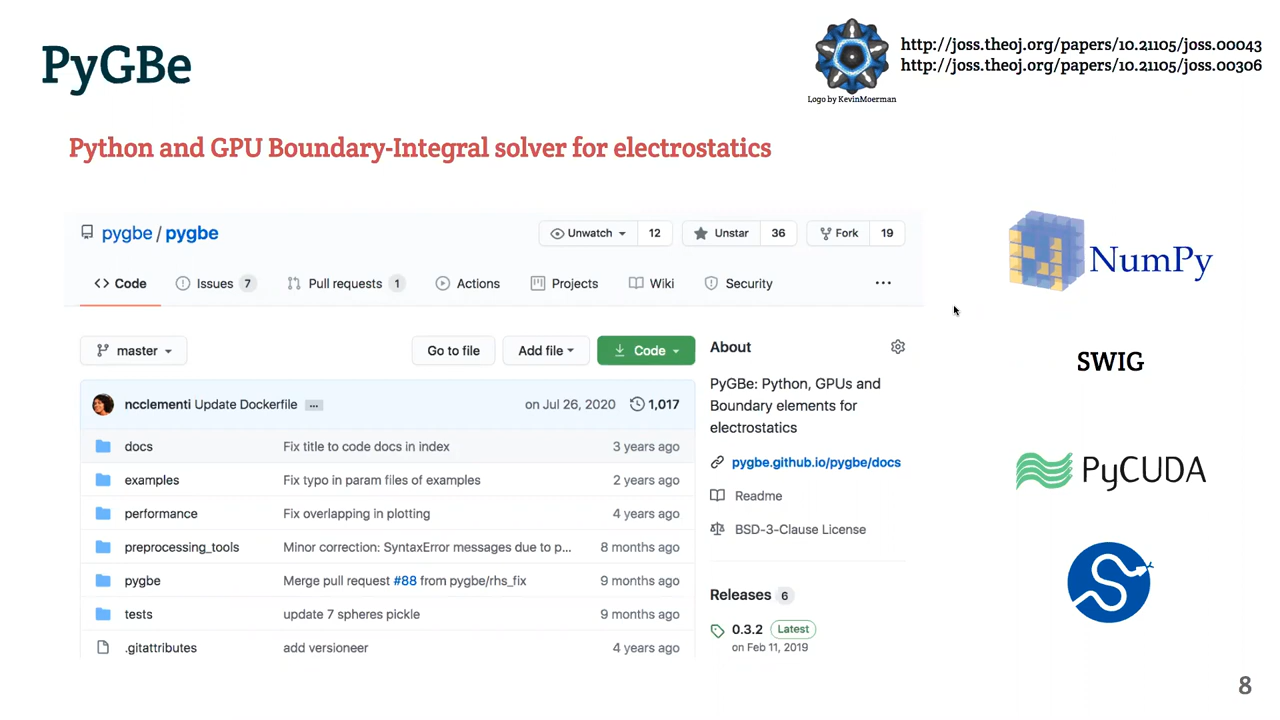 PyGBe
http://joss.theoj.org/papers/10.21105/joss.00043
http://joss.theoj.org/papers/10.21105/joss.00306
Logo by KevinMoerman
Python and GPU Boundary-Integral solver for electrostatics
pygbe / pygbe
Unwatch 12
Unstar 36
Fork 19
Code
Issues 7
Pull requests 1
Actions
Projects
Wiki
Security
...
master
Go to file
Add file
Code
ncclementi Update Dockerfile ... on Jul 26, 2020 1,017
docs Fix title to code docs in index 3 years ago
examples Fix typo in param files of examples 2 years ago
performance Fix overlapping in plotting 4 years ago
preprocessing_tools Minor correction: SyntaxError messages due to p... 8 months ago
pygbe Merge pull request #88 from pygbe/rhs_fix 9 months ago
tests update 7 spheres pickle 9 months ago
.gitattributes add versioneer 4 years ago
About
PyGBe: Python, GPUs and
Boundary elements for
electrostatics
pygbe.github.io/pygbe/docs
Readme
BSD-3-Clause License
Releases 6
0.3.2 Latest
on Feb 11, 2019
NumPy
SWIG
PyCUDA
8